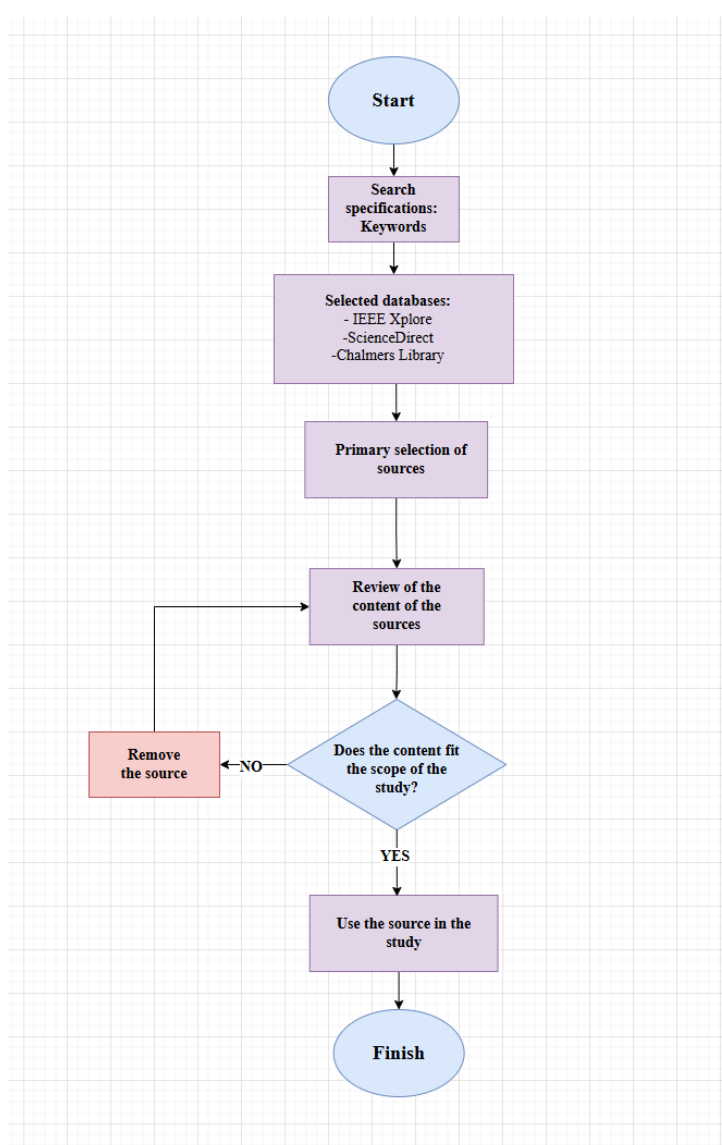 Start
Search
specifications:
Keywords
Selected databases:
- IEEE Xplore
-ScienceDirect
-Chalmers Library
Primary selection of
sources
Review of the
content of the
sources
Does the content fit
the scope of the
study?
NO
Remove
the source
YES
Use the source in the
study
Finish